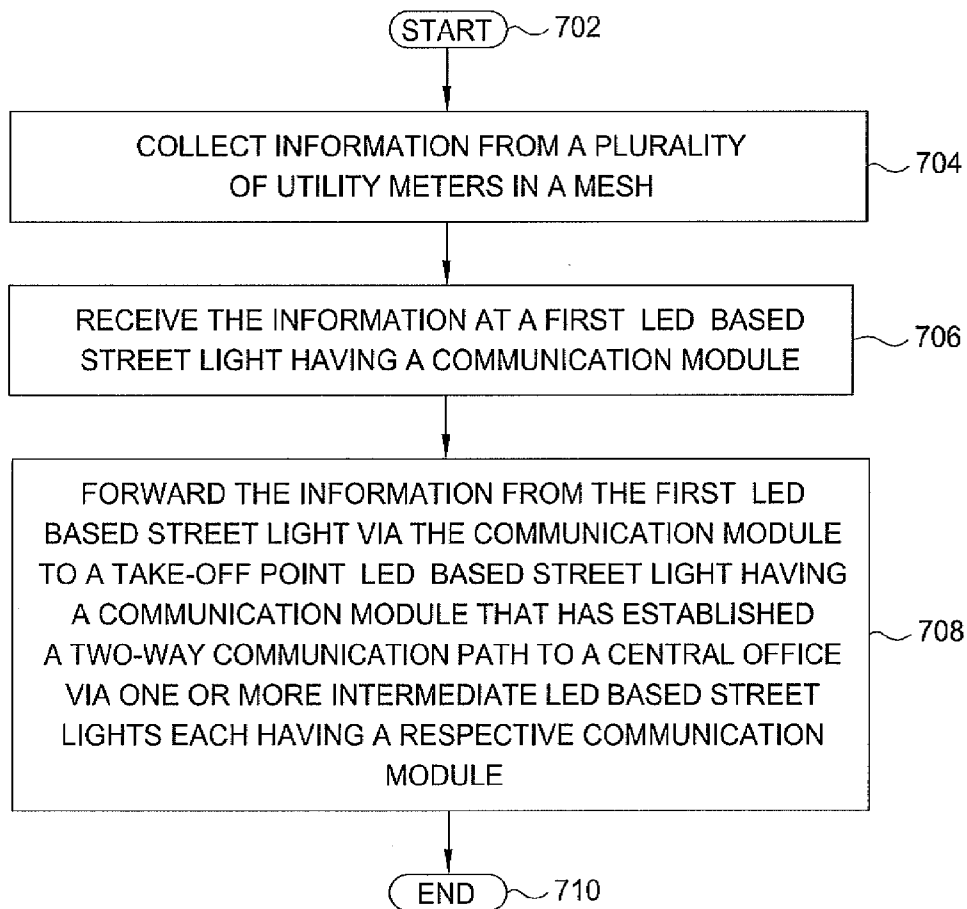 START 702
COLLECT INFORMATION FROM A PLURALITY
OF UTILITY METERS IN A MESH
704
RECEIVE THE INFORMATION AT A FIRST LED BASED
STREET LIGHT HAVING A COMMUNICATION MODULE
706
FORWARD THE INFORMATION FROM THE FIRST LED
BASED STREET LIGHT VIA THE COMMUNICATION MODULE
TO A TAKE-OFF POINT LED BASED STREET LIGHT HAVING
A COMMUNICATION MODULE THAT HAS ESTABLISHED
A TWO-WAY COMMUNICATION PATH TO A CENTRAL OFFICE
VIA ONE OR MORE INTERMEDIATE LED BASED STREET
LIGHTS EACH HAVING A RESPECTIVE COMMUNICATION
MODULE
708
END 710